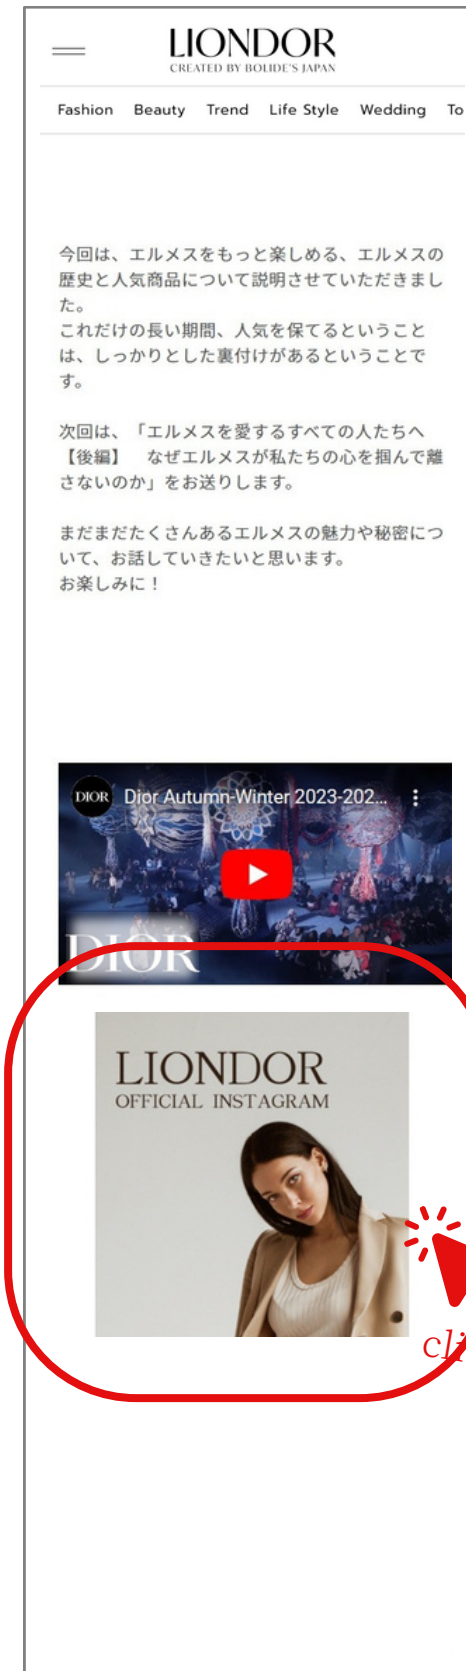 LIONDOR
CREATED BY BOLIDE'S JAPAN
Fashion Beauty Trend Life Style Wedding To
今回は、エルメスをもっと楽しめる、エルメスの
歴史と人気商品について説明させていただきまし
た。
これだけの長い期間、人気を保てるということ
は、しっかりとした裏付けがあるということで
す。
次回は、「エルメスを愛するすべての人たちへ
【後編】 なぜエルメスが私たちの心を掴んで離
さないのか」をお送りします。
まだまだたくさんあるエルメスの魅力や秘密につ
いて、お話していきたいと思います。
お楽しみに！
DIOR Dior Autumn-Winter 2023-202...
DIOR
LIONDOR
OFFICIAL INSTAGRAM
cli